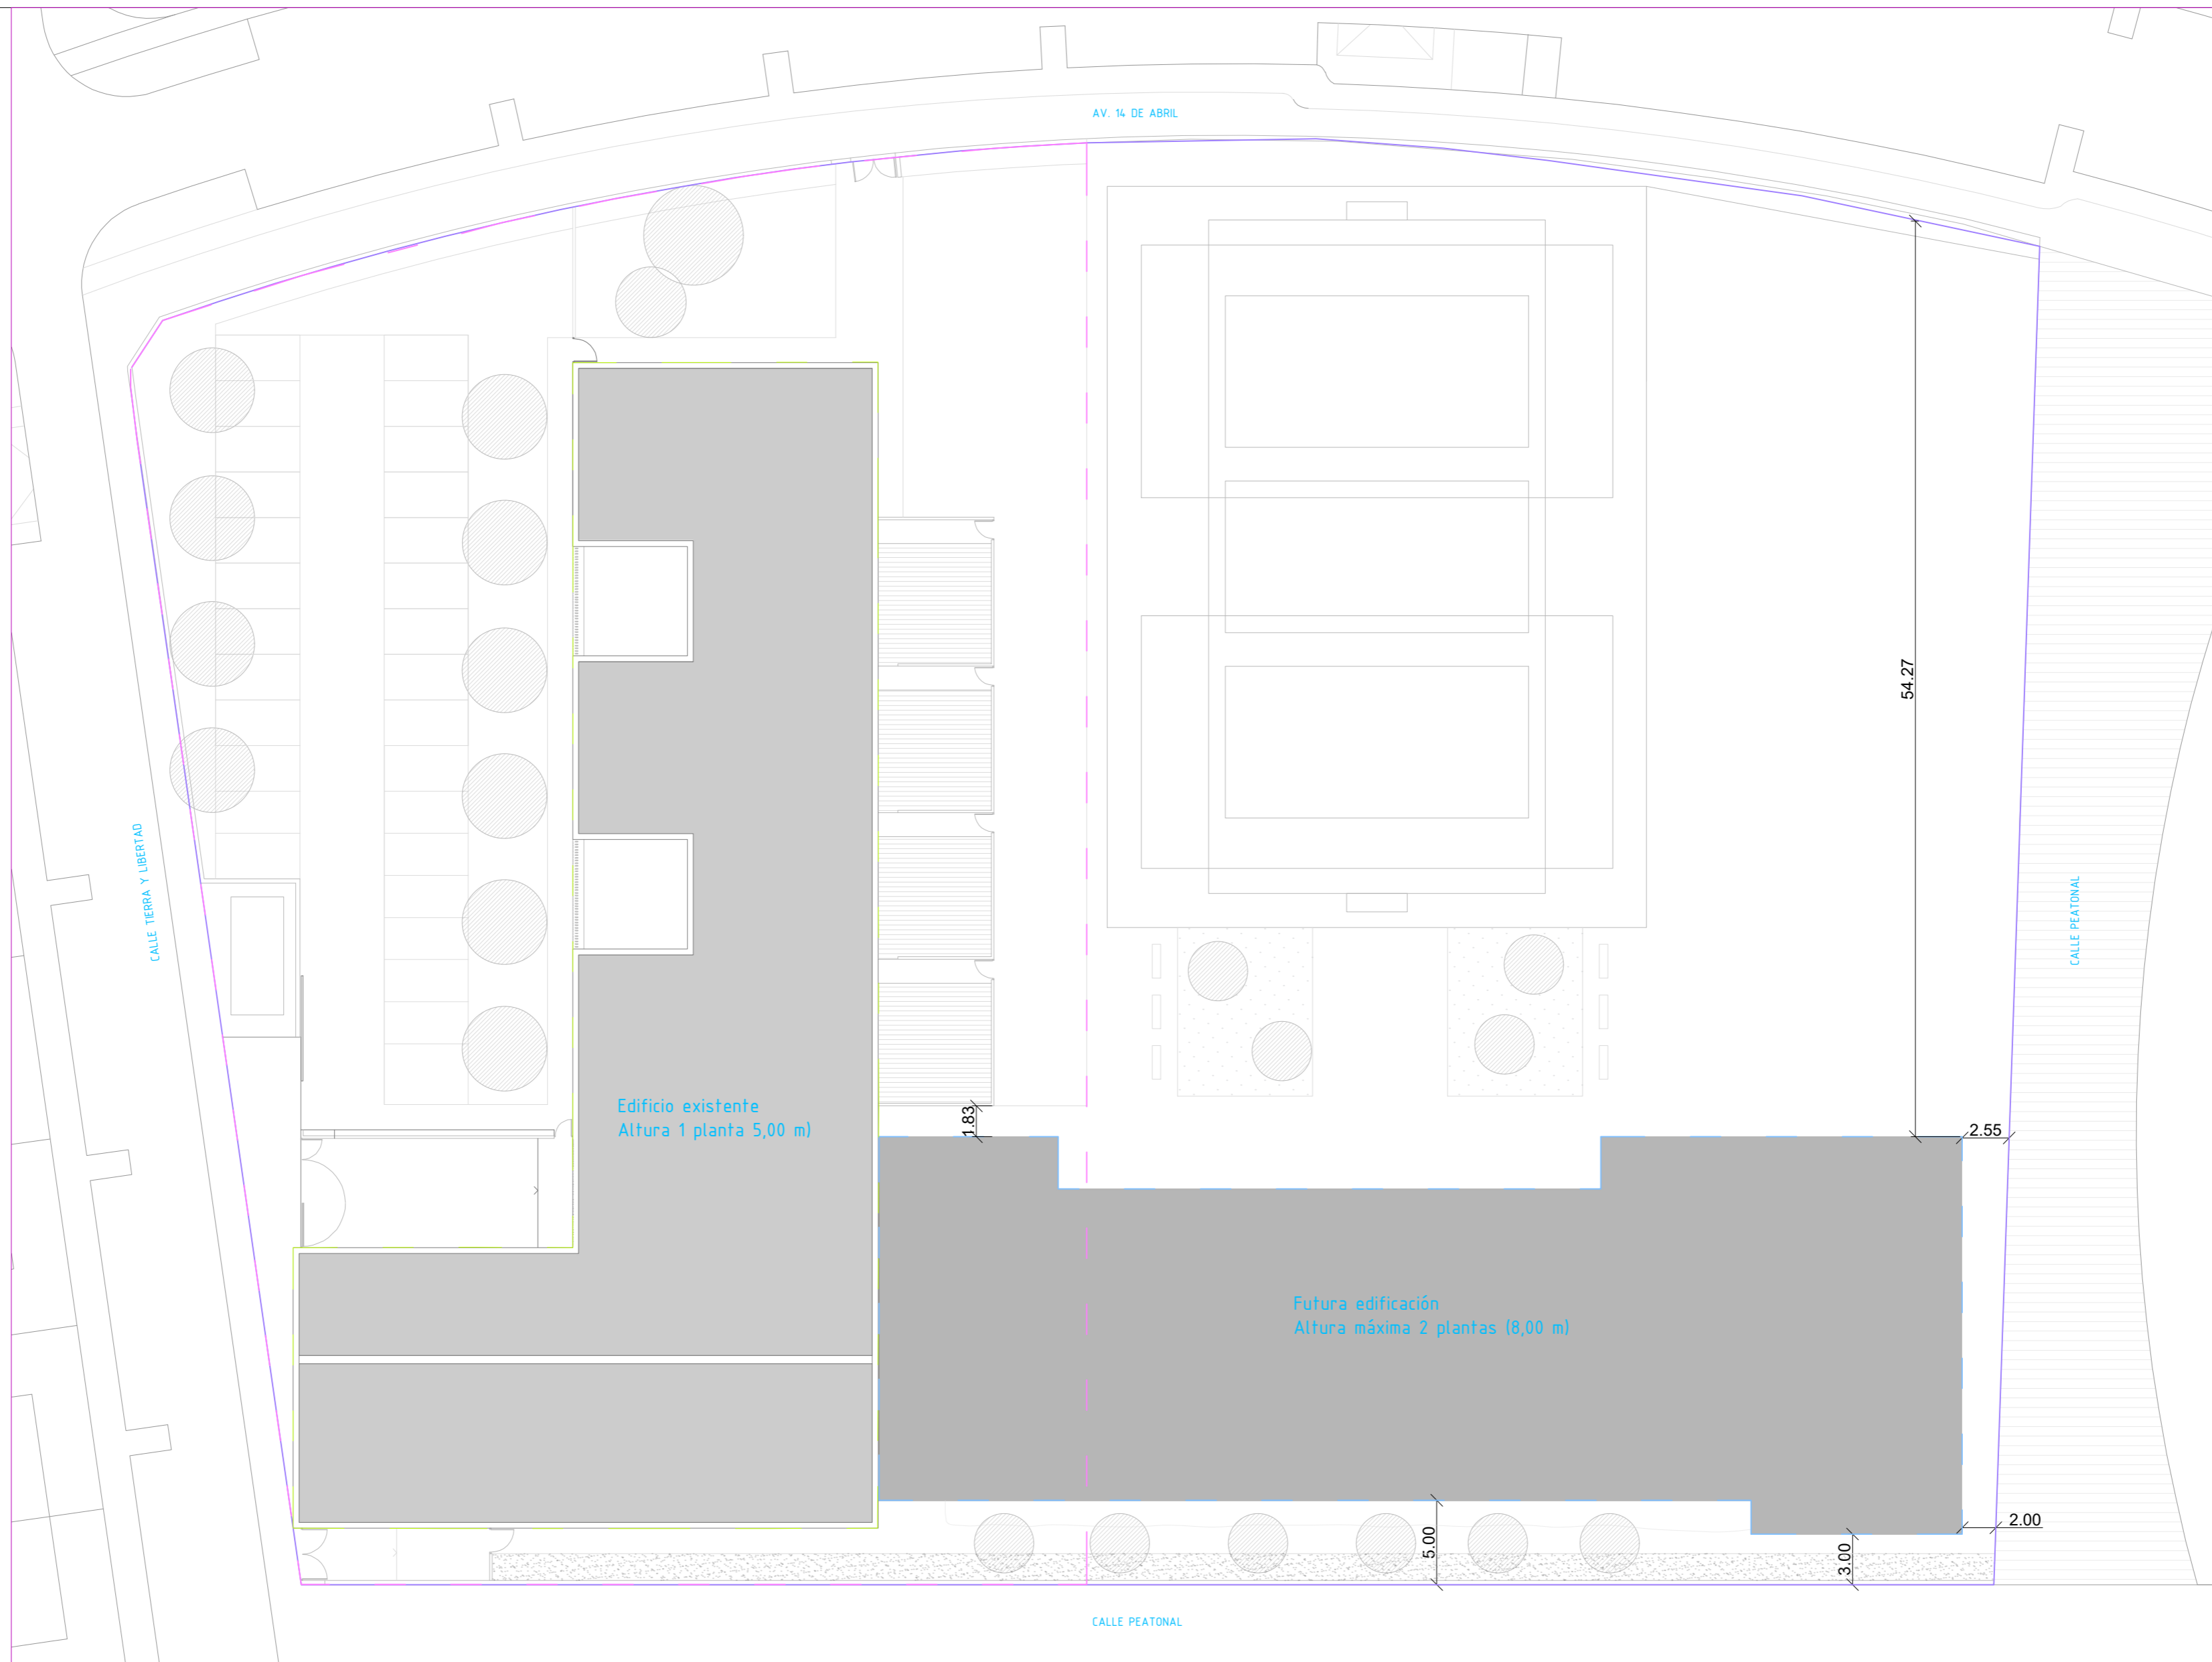 AV. 14 DE ABRIL
54.27
CALLE TIERRA Y LIBERTAD
CALLE PEATONAL
Edificio existente
Altura 1 planta 5,00 m)
1.83
2.55
Futura edificación
Altura máxima 2 plantas (8,00 m)
5.00
3.00
2.00
CALLE PEATONAL